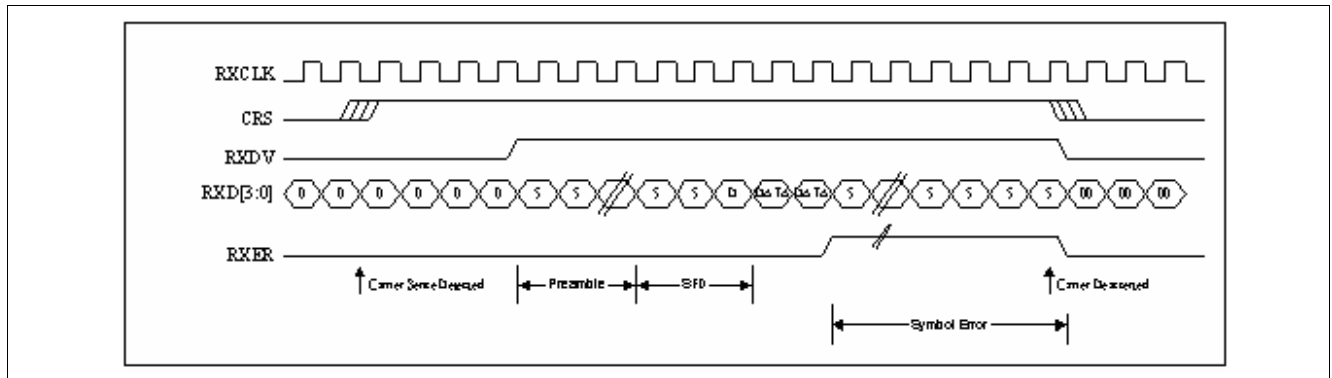 RXCLK
CRS
RXDV
RXD[3:0] 0 0 0 0 0 0 5 5 5 5 D 5 5 5 5 5 00 00 00
RXER
Carrier Sense Detected
Preamble
SFD
Carrier Deasserted
Symbol Error